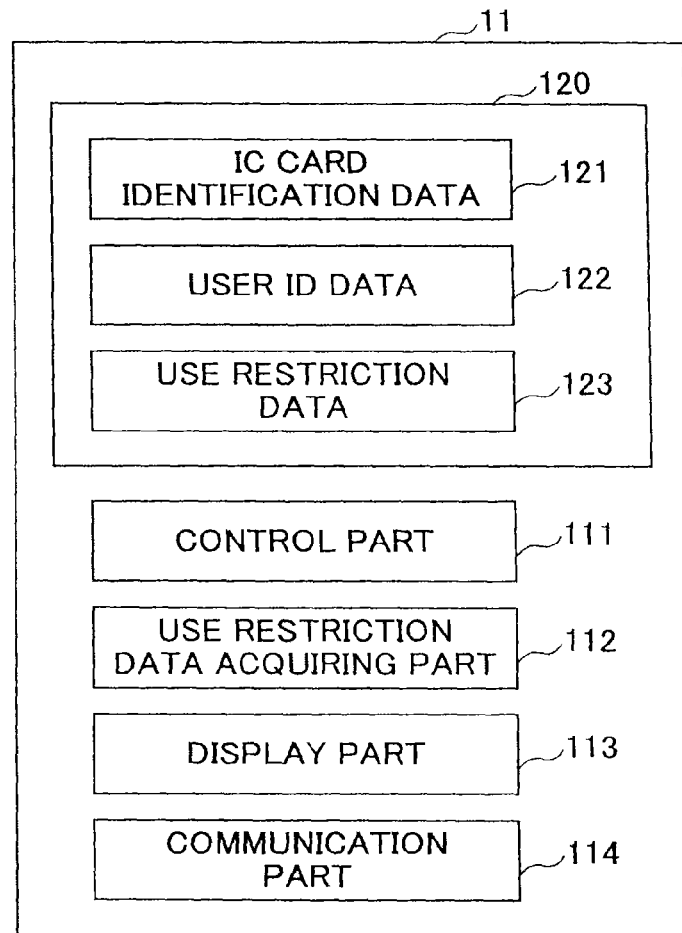 11
120
IC CARD
IDENTIFICATION DATA
121
USER ID DATA
122
USE RESTRICTION
DATA
123
CONTROL PART
111
USE RESTRICTION
DATA ACQUIRING PART
112
DISPLAY PART
113
COMMUNICATION
PART
114